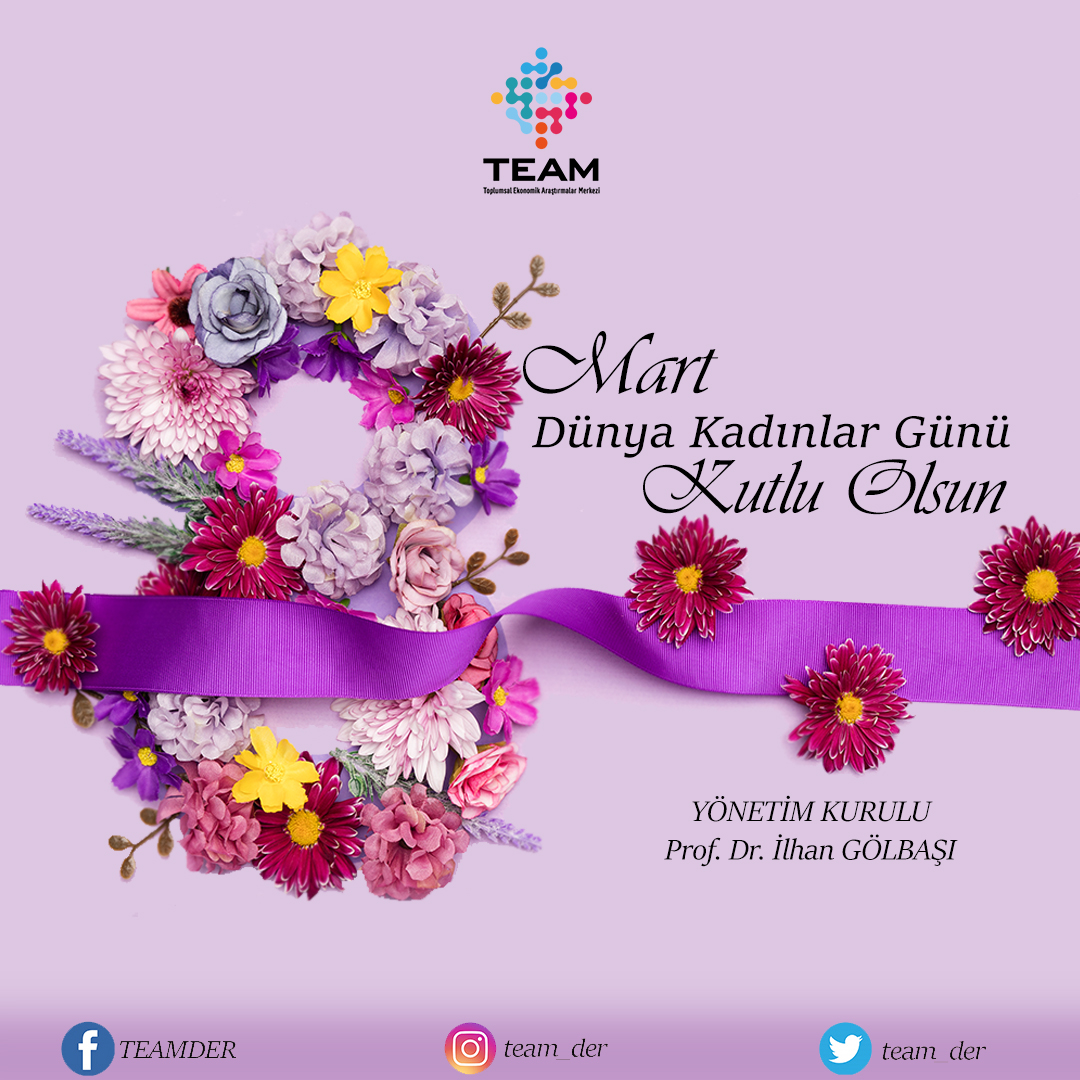 TEAM
Toplumsal Ekonomik Araştırmalar Merkezi
8 Mart
Dünya Kadınlar Günü
Kutlu Olsun
YÖNETİM KURULU
Prof. Dr. İlhan GÖLBAŞI
TEAMDER
team_der
team_der